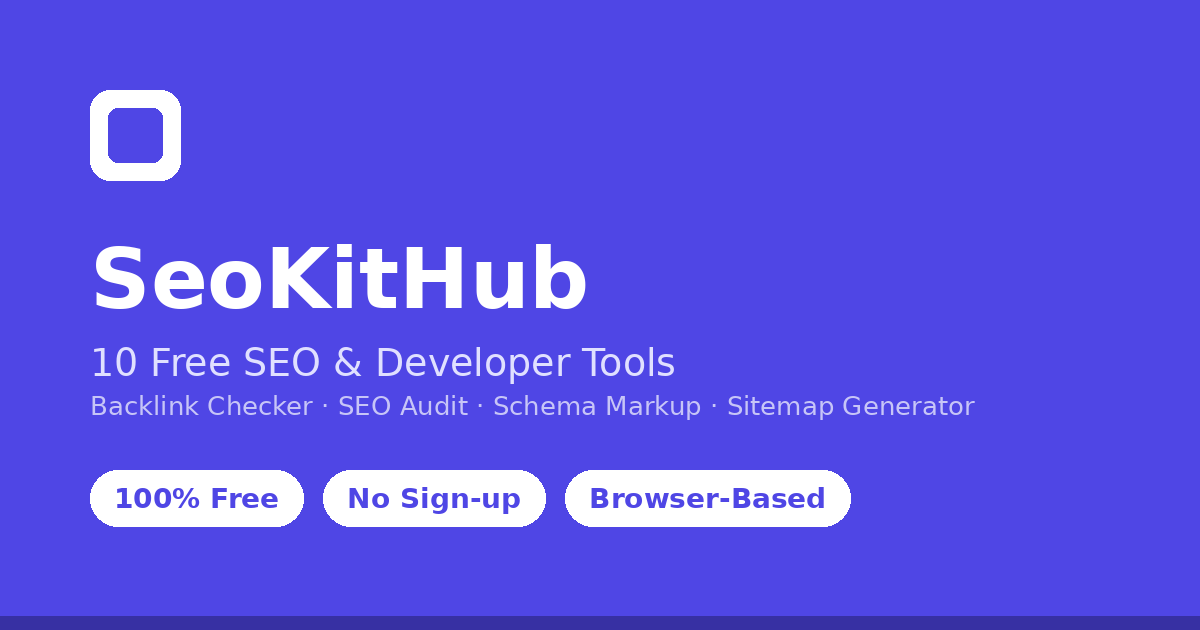 SeoKitHub
10 Free SEO & Developer Tools
Backlink Checker · SEO Audit · Schema Markup · Sitemap Generator
100% Free
No Sign-up
Browser-Based